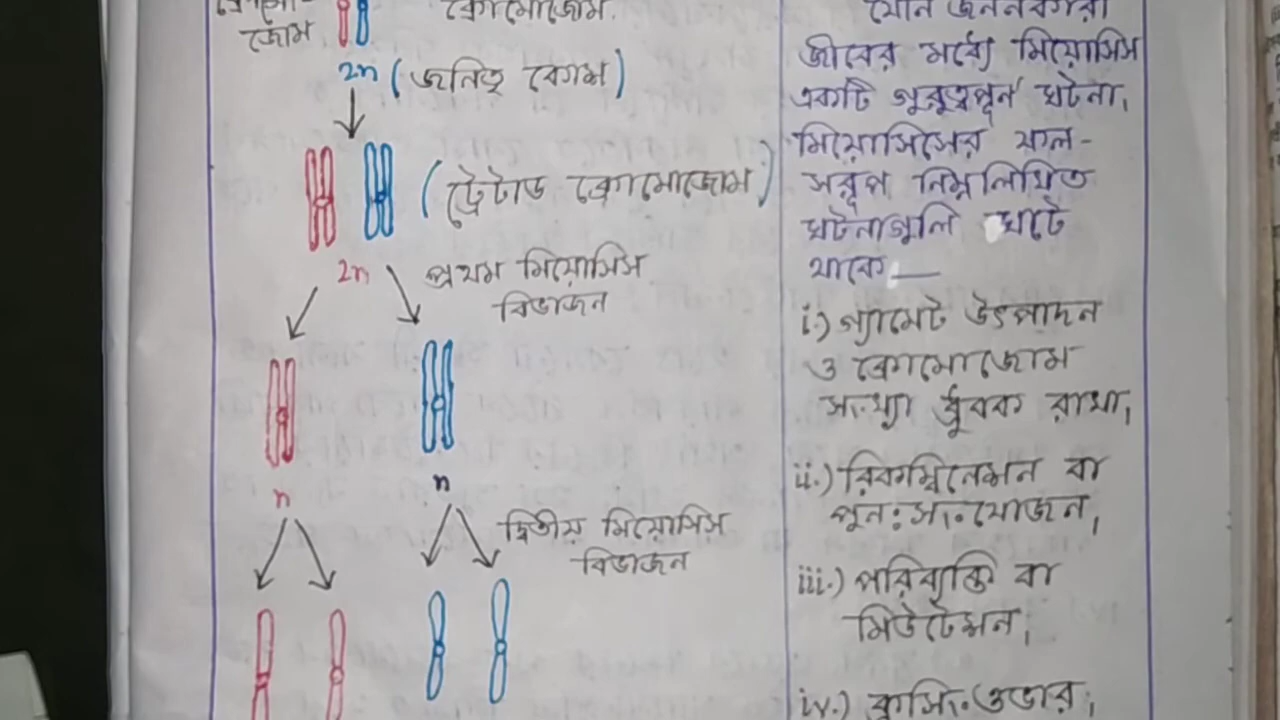 ক্রোমোজোম.
জোম
2n (জনিতৃ কোশ)
(ট্রেটাড ক্রোমোজোম)
2n
প্রথম মিয়োসিস
বিভাজন
n
n
দ্বিতীয় মিয়োসিস
বিভাজন
যৌন জননকারী
জীবের মধ্যে মিয়োসিস
একটি গুরুত্বপূর্ন ঘটনা,
মিয়োসিসের ফল-
সরূপ নিম্নলিখিত
ঘটনাগুলি ঘটে
থাকে —
i.) গ্যামেট উৎপাদন
ও ক্রোমোজোম
সংখ্যা ধ্রুবক রাখা,
ii.) রিকম্বিনেশন বা
পুনঃসংযোজন,
iii.) পরিব্যক্তি বা
মিউটেশন,
iv.) ক্রসিংওভার,